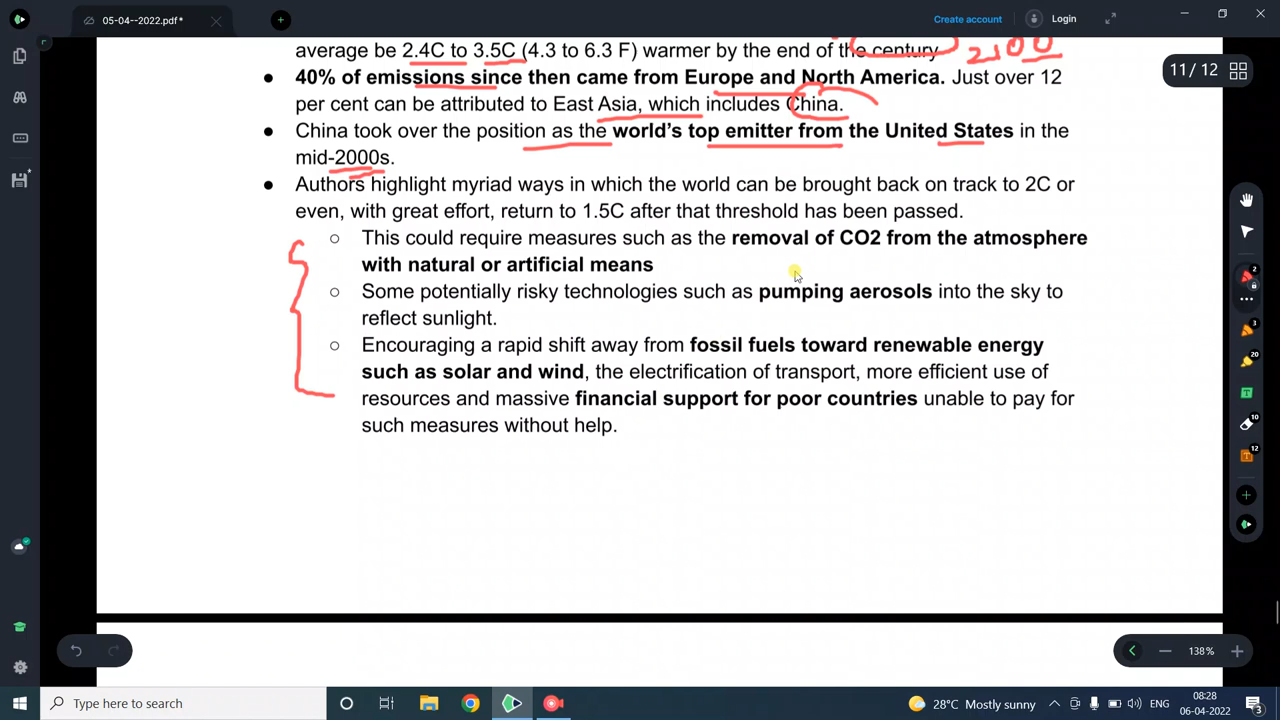 05-04--2022.pdf*
Create account
Login
average be 2.4C to 3.5C (4.3 to 6.3 F) warmer by the end of the century
2100
11/12
● 40% of emissions since then came from Europe and North America. Just over 12
per cent can be attributed to East Asia, which includes China.
● China took over the position as the world's top emitter from the United States in the
mid-2000s.
● Authors highlight myriad ways in which the world can be brought back on track to 2C or
even, with great effort, return to 1.5C after that threshold has been passed.
○ This could require measures such as the removal of CO2 from the atmosphere
with natural or artificial means
○ Some potentially risky technologies such as pumping aerosols into the sky to
reflect sunlight.
○ Encouraging a rapid shift away from fossil fuels toward renewable energy
such as solar and wind, the electrification of transport, more efficient use of
resources and massive financial support for poor countries unable to pay for
such measures without help.
2
3
20
10
12
138%
Type here to search
28°C Mostly sunny
ENG
08:28
06-04-2022
3